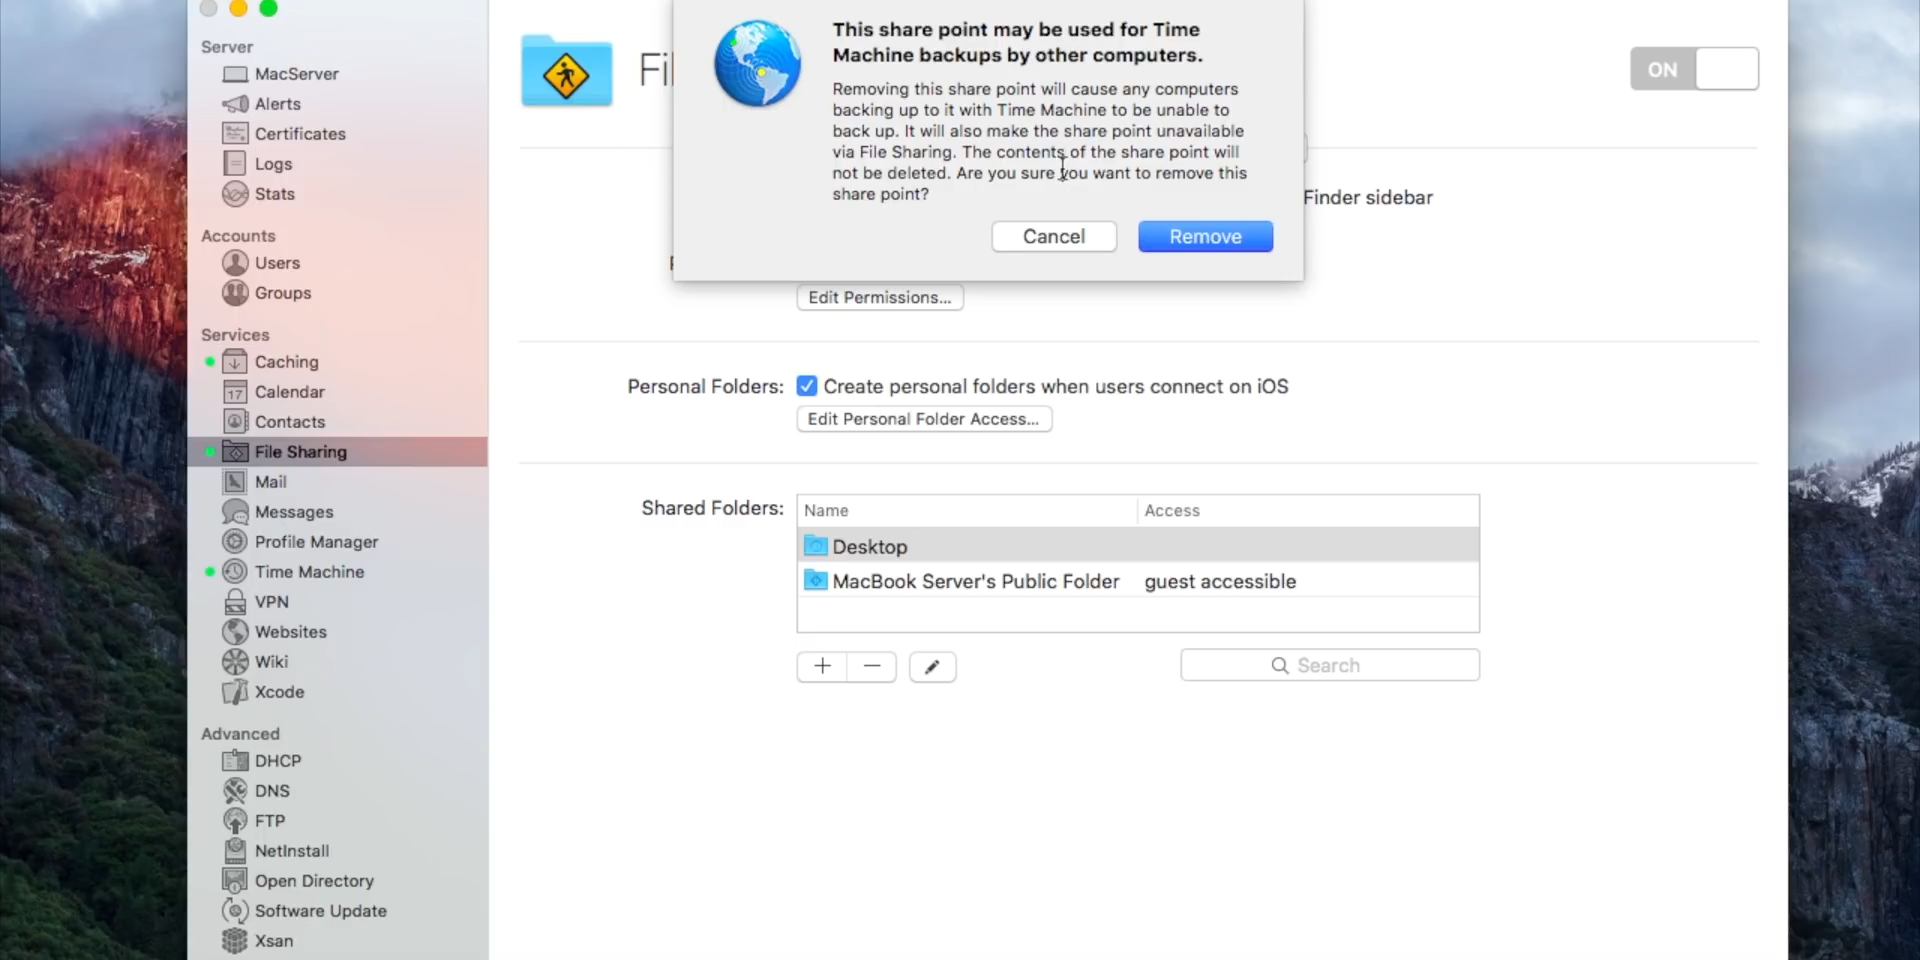 Server
MacServer
Alerts
Certificates
Logs
Stats
Accounts
Users
Groups
Services
Caching
17
Calendar
Contacts
File Sharing
Mail
Messages
Profile Manager
Time Machine
VPN
Websites
Wiki
Xcode
Advanced
DHCP
DNS
FTP
NetInstall
Open Directory
Software Update
Xsan
Fi
ON
This share point may be used for Time
Machine backups by other computers.
Removing this share point will cause any computers
backing up to it with Time Machine to be unable to
back up. It will also make the share point unavailable
via File Sharing. The contents of the share point will
not be deleted. Are you sure you want to remove this
share point?
Cancel
Remove
Finder sidebar
Edit Permissions...
Personal Folders:
Create personal folders when users connect on iOS
Edit Personal Folder Access...
Shared Folders:
Name Access
Desktop
MacBook Server's Public Folder guest accessible
Search